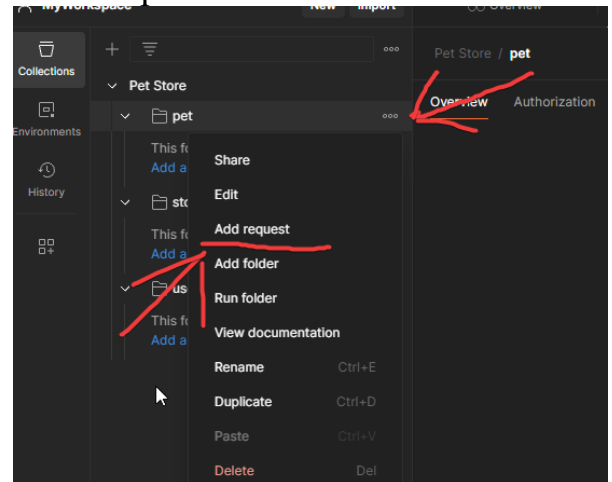 MyWorkspace New Import Overview
Collections
Environments
History
Pet Store
pet
This fo
Add a
sto
This fo
Add a
us
This fo
Add a
Share
Edit
Add request
Add folder
Run folder
View documentation
Rename Ctrl+E
Duplicate Ctrl+D
Paste Ctrl+V
Delete Del
Pet Store / pet
Overview Authorization